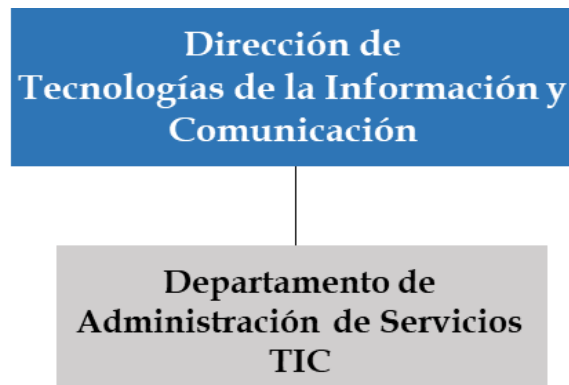 Dirección de
Tecnologías de la Información y
Comunicación
Departamento de
Administración de Servicios
TIC